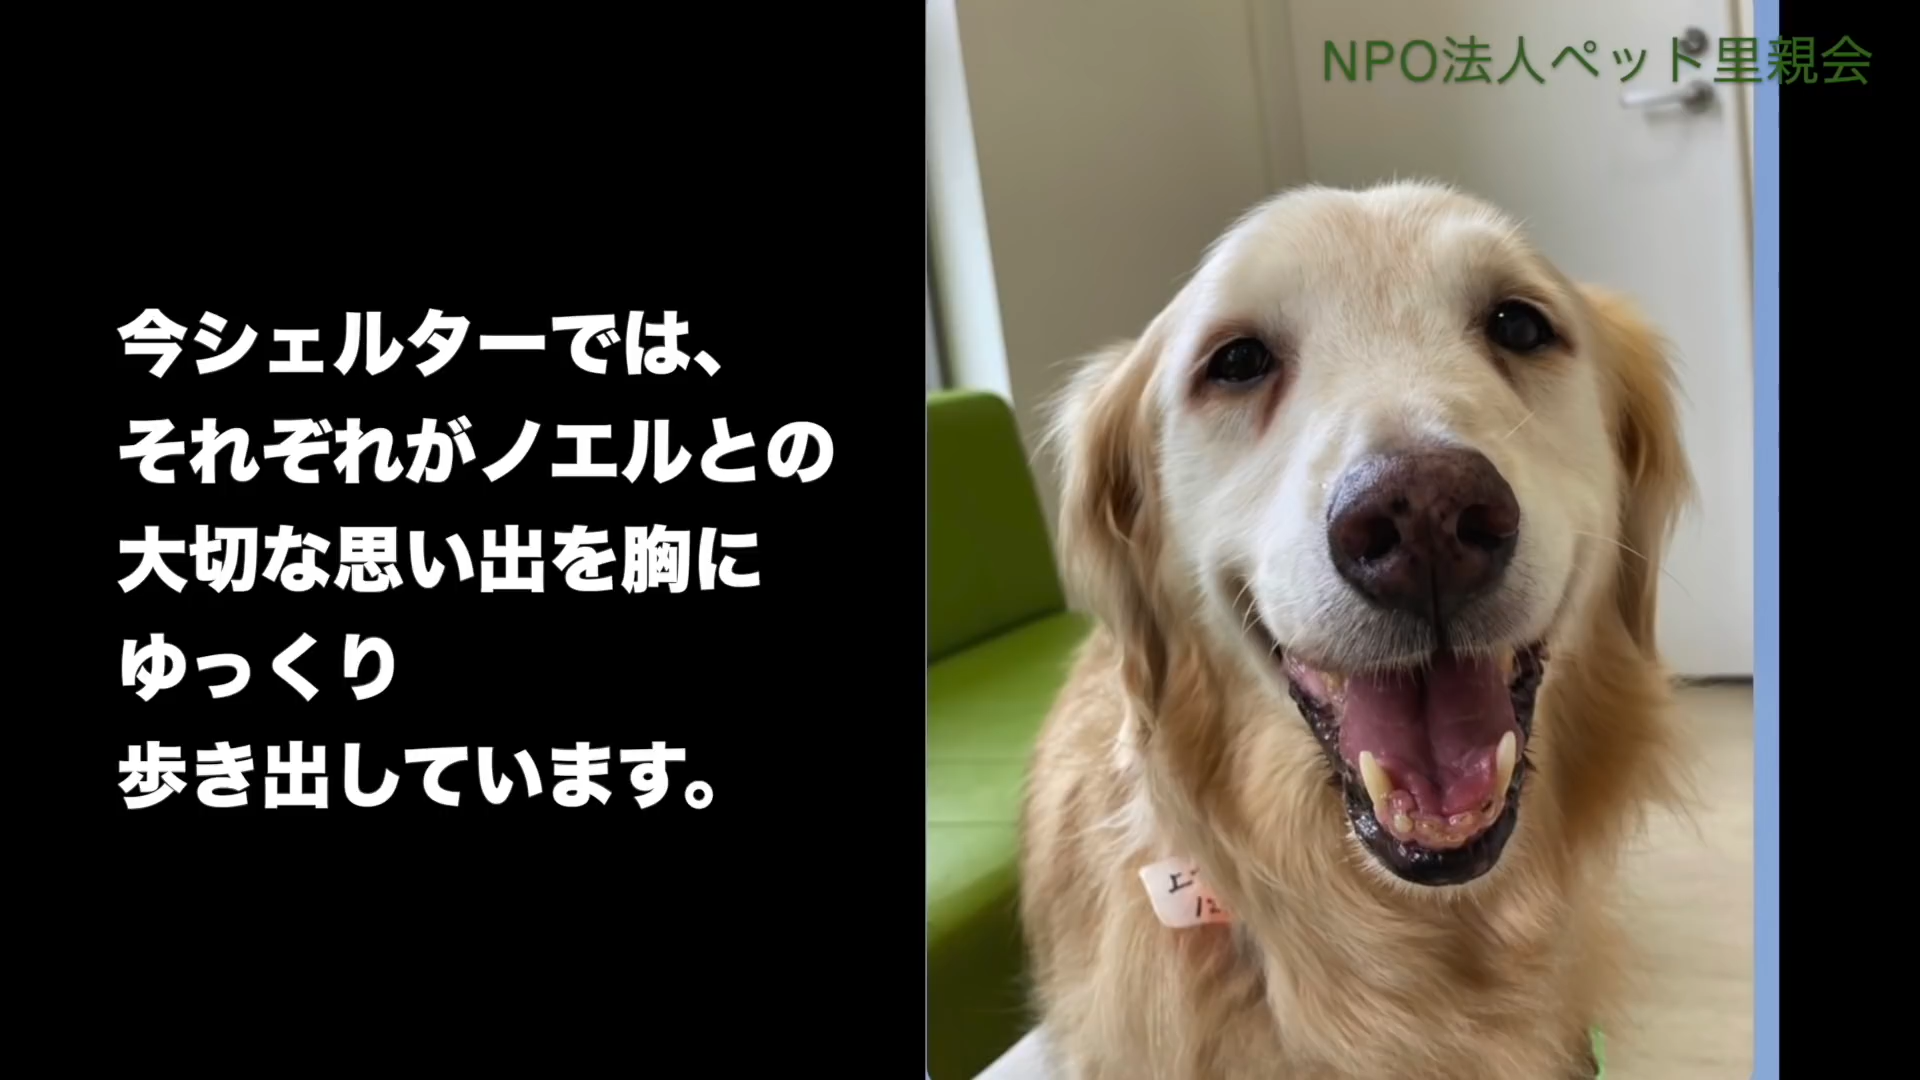 NPO法人ペット里親会
今シェルターでは、
それぞれがノエルとの
大切な思い出を胸に
ゆっくり
歩き出しています。